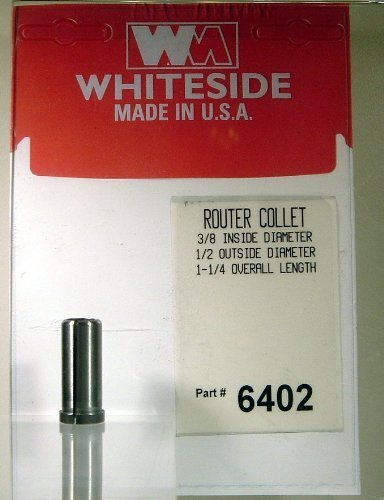 WM
WHITESIDE
MADE IN U.S.A.
ROUTER COLLET
3/8 INSIDE DIAMETER
1/2 OUTSIDE DIAMETER
1-1/4 OVERALL LENGTH
Part # 6402